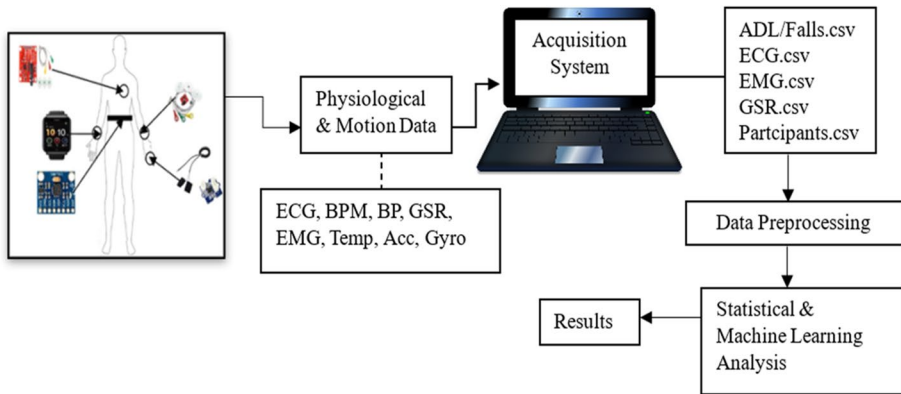 Physiological
& Motion Data
ECG, BPM, BP, GSR,
EMG, Temp, Acc, Gyro
Acquisition
System
ADL/Falls.csv
ECG.csv
EMG.csv
GSR.csv
Partcipants.csv
Data Preprocessing
Statistical &
Machine Learning
Analysis
Results